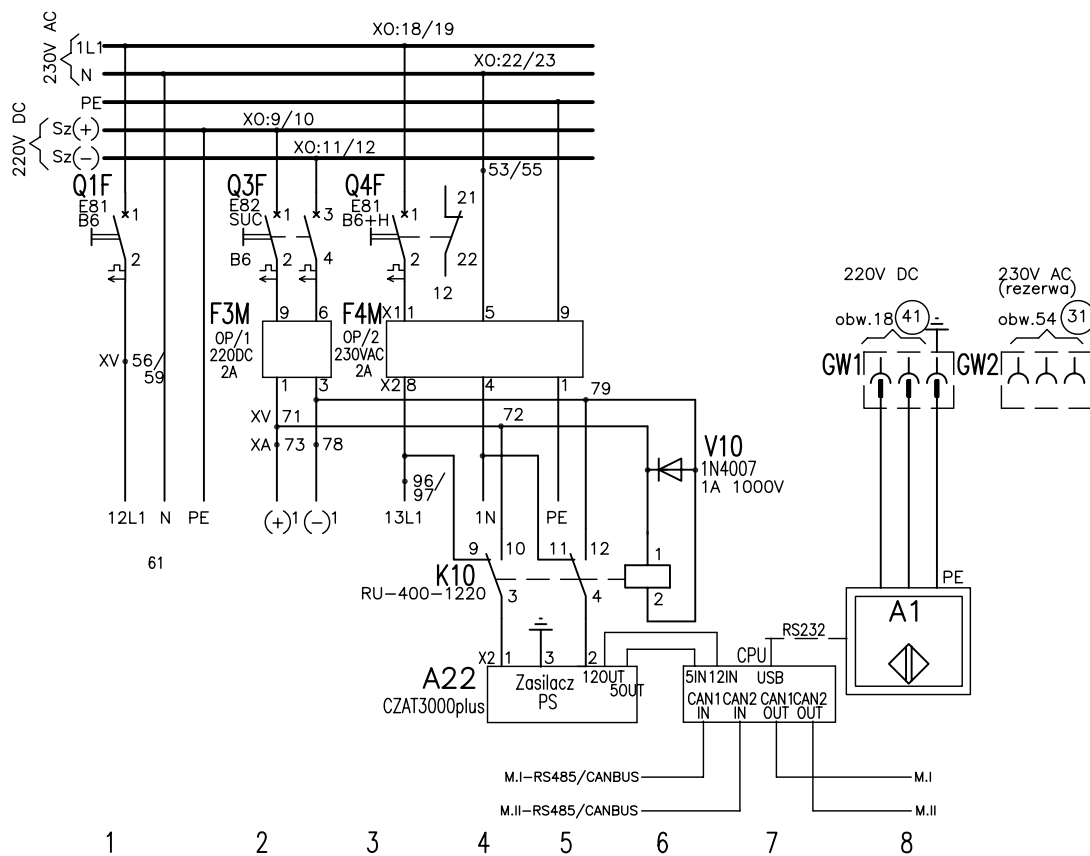 230V AC
1L1
N
PE
220V DC
Sz(+)
Sz(-)
XO:18/19
XO:22/23
XO:9/10
XO:11/12
53/55
Q1F
E81
B6
1
2
Q3F
E82
SUC
B6
1
3
2
4
Q4F
E81
B6+H
1
2
21
22
12
F3M
OP/1
220DC
2A
9
6
1
3
F4M
OP/2
230VAC
2A
X1
1
5
9
X2
8
4
1
XV
56/
59
XV
71
XA
73
78
72
79
96/
97
12L1
N
PE
61
(+)1
(-)1
13L1
1N
PE
V10
1N4007
1A 1000V
9
10
11
12
1
K10
RU-400-1220
3
4
2
X2
1
3
2
A22
CZAT3000plus
Zasilacz
PS
12OUT
5OUT
CPU
5IN
12IN
USB
CAN1
IN
CAN2
IN
CAN1
OUT
CAN2
OUT
RS232
220V DC
obw.18
41
GW1
230V AC
(rezerwa)
obw.54
31
GW2
PE
A1
M.I-RS485/CANBUS
M.I
M.II-RS485/CANBUS
M.II
1
2
3
4
5
6
7
8